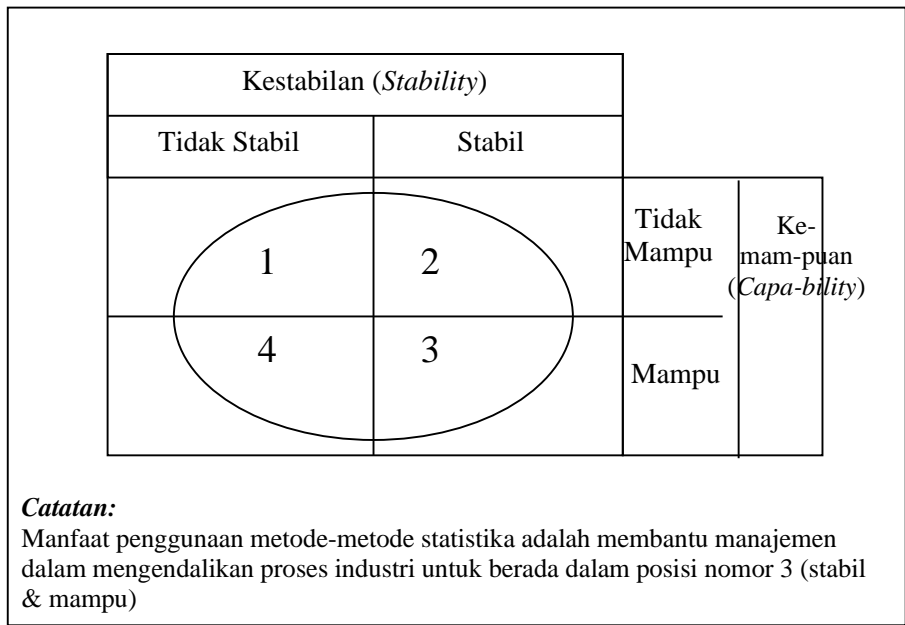 Kestabilan (Stability)
Tidak Stabil
Stabil
1
2
Tidak
Mampu
Ke-
mam-puan
(Capa-bility)
4
3
Mampu
Catatan:
Manfaat penggunaan metode-metode statistika adalah membantu manajemen
dalam mengendalikan proses industri untuk berada dalam posisi nomor 3 (stabil
& mampu)